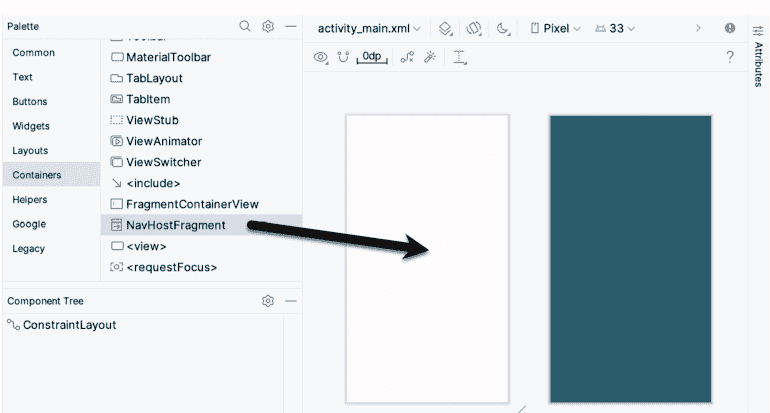 Palette
Common
Text
Buttons
Widgets
Layouts
Containers
Helpers
Google
Legacy
Toolbar
MaterialToolbar
TabLayout
TabItem
ViewStub
ViewAnimator
ViewSwitcher
<include>
FragmentContainerView
NavHostFragment
<view>
<requestFocus>
Component Tree
ConstraintLayout
activity_main.xml
Pixel
33
0dp
?
Attributes